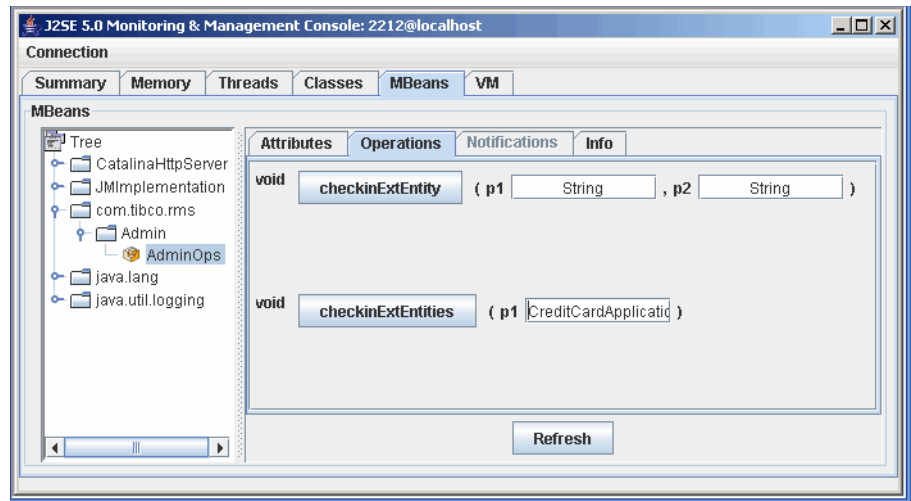 J2SE 5.0 Monitoring & Management Console: 2212@localhost
Connection
Summary Memory Threads Classes MBeans VM
MBeans
Tree
CatalinaHttpServer
JMImplementation
com.tibco.rms
Admin
AdminOps
java.lang
java.util.logging
Attributes Operations Notifications Info
void checkinExtEntity ( p1 String , p2 String )
void checkinExtEntities ( p1 CreditCardApplicatio )
Refresh